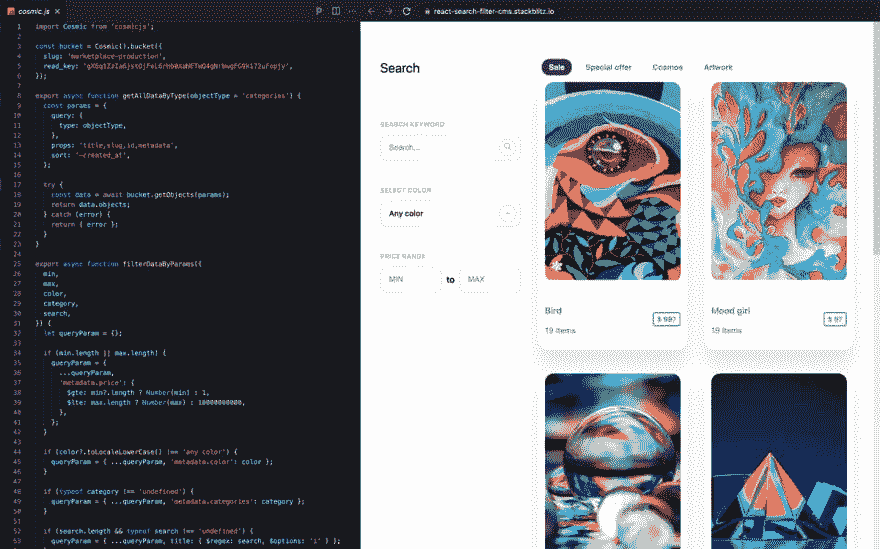 cosmic.js
react-search-filter-cms.stackblitz.io
1 import Cosmic from 'cosmicjs';
2
3 const bucket = Cosmic().bucket({
4 slug: 'marketplace-production',
5 read_key:
6 });
7
8 export async function getAllDataByType(objectType = 'categories') {
9 const params = {
10 query: {
11 type: objectType,
12 },
13 props: 'title,slug,id,metadata',
14 sort: '-created_at',
15 };
16
17 try {
18 const data = await bucket.getObjects(params);
19 return data.objects;
20 } catch (error) {
21 return { error };
22 }
23 }
24
25 export async function filterDataByParams({
26 min,
27 max,
28 color,
29 category,
30 search,
31 }) {
32 let queryParam = {};
33
34 if (min.length || max.length) {
35 queryParam = {
36 ...queryParam,
37 'metadata.price': {
38 $gte: min?.length ? Number(min) : 1,
39 $lte: max.length ? Number(max) :
40 },
41 };
42 }
43
44 if (color?.toLocaleLowerCase() !== 'any color') {
45 queryParam = { ...queryParam, 'metadata.color': color };
46 }
47
48 if (typeof category !== 'undefined') {
49 queryParam = { ...queryParam, 'metadata.categories': category };
50 }
51
52 if (search.length && typeof search !== 'undefined') {
53 queryParam = { ...queryParam, title: { $regex: search, $options: 'i' } };
Search
SEARCH KEYWORD
Search...
SELECT COLOR
Any color
PRICE RANGE
MIN to MAX
Sale Special offer Cosmos Artwork
Bird
19 Items
Mood girl
19 Items